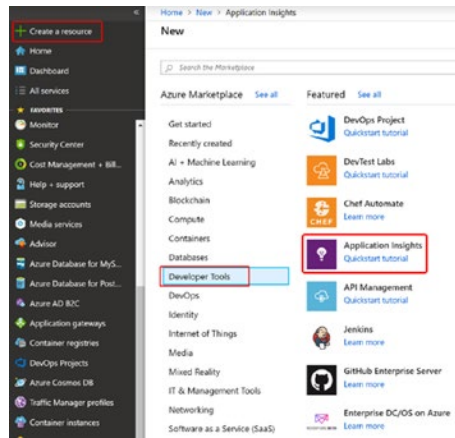 «
Create a resource
Home
Dashboard
All services
FAVORITES
Monitor
Security Center
Cost Management + Bill...
Help + support
Storage accounts
Media services
Advisor
Azure Database for MyS...
Azure Database for Post...
Azure AD B2C
Application gateways
Container registries
DevOps Projects
Azure Cosmos DB
Traffic Manager profiles
Container instances
Home > New > Application Insights
New
Search the Marketplace
Azure Marketplace See all
Get started
Recently created
AI + Machine Learning
Analytics
Blockchain
Compute
Containers
Databases
Developer Tools
DevOps
Identity
Internet of Things
Media
Mixed Reality
IT & Management Tools
Networking
Software as a Service (SaaS)
Featured See all
DevOps Project
Quickstart tutorial
DevTest Labs
Quickstart tutorial
CHEF
Chef Automate
Learn more
Application Insights
Quickstart tutorial
API Management
Quickstart tutorial
Jenkins
Learn more
GitHub Enterprise Server
Learn more
Enterprise DC/OS on Azure
Learn more